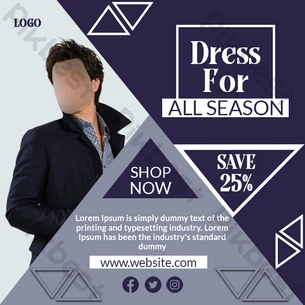 LOGO
Dress
For
ALL SEASON
SHOP
NOW
SAVE
25%
Lorem Ipsum is simply dummy text of the
printing and typesetting industry. Lorem
Ipsum has been the industry's standard
dummy
www.website.com